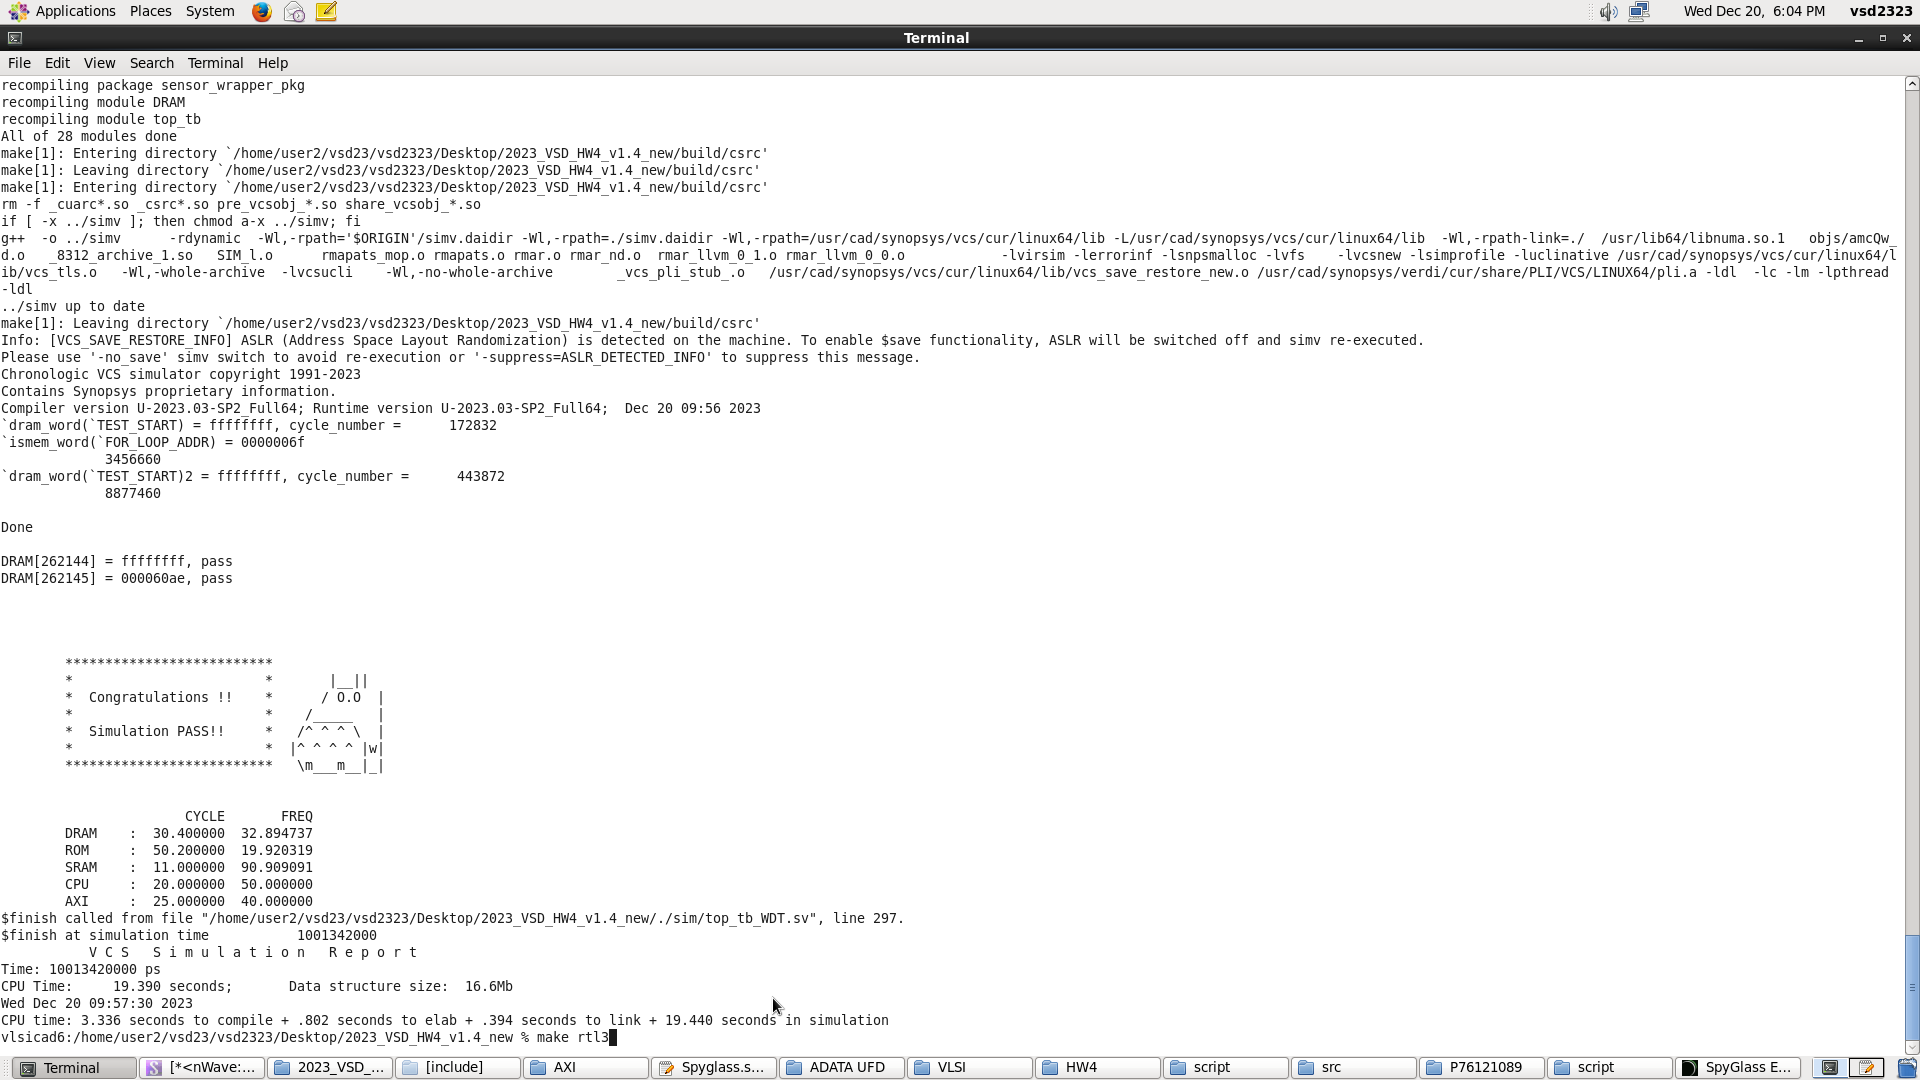 Applications Places System Wed Dec 20, 6:04 PM vsd2323
Terminal
File Edit View Search Terminal Help
recompiling package sensor_wrapper_pkg
recompiling module DRAM
recompiling module top_tb
All of 28 modules done
make[1]: Entering directory `/home/user2/vsd23/vsd2323/Desktop/2023_VSD_HW4_v1.4_new/build/csrc'
make[1]: Leaving directory `/home/user2/vsd23/vsd2323/Desktop/2023_VSD_HW4_v1.4_new/build/csrc'
make[1]: Entering directory `/home/user2/vsd23/vsd2323/Desktop/2023_VSD_HW4_v1.4_new/build/csrc'
rm -f _cuarc*.so _csrc*.so pre_vcsobj_*.so share_vcsobj_*.so
if [ -x ../simv ]; then chmod a-x ../simv; fi
g++  -o ../simv      -rdynamic  -Wl,-rpath='$ORIGIN'/simv.daidir -Wl,-rpath=./simv.daidir -Wl,-rpath=/usr/cad/synopsys/vcs/cur/linux64/lib -L/usr/cad/synopsys/vcs/cur/linux64/lib  -Wl,-rpath-link=./  /usr/lib64/libnuma.so.1   objs/amcQw_
d.o   _8312_archive_1.so   SIM_l.o      rmapats_mop.o rmapats.o rmar.o rmar_nd.o  rmar_llvm_0_1.o rmar_llvm_0_0.o            -lvirsim -lerrorinf -lsnpsmalloc -lvfs    -lvcsnew -lsimprofile -luclinative /usr/cad/synopsys/vcs/cur/linux64/l
ib/vcs_tls.o   -Wl,-whole-archive  -lvcsucli    -Wl,-no-whole-archive        _vcs_pli_stub_.o   /usr/cad/synopsys/vcs/cur/linux64/lib/vcs_save_restore_new.o /usr/cad/synopsys/verdi/cur/share/PLI/VCS/LINUX64/pli.a -ldl  -lc -lm -lpthread
-ldl
../simv up to date
make[1]: Leaving directory `/home/user2/vsd23/vsd2323/Desktop/2023_VSD_HW4_v1.4_new/build/csrc'
Info: [VCS_SAVE_RESTORE_INFO] ASLR (Address Space Layout Randomization) is detected on the machine. To enable $save functionality, ASLR will be switched off and simv re-executed.
Please use '-no_save' simv switch to avoid re-execution or '-suppress=ASLR_DETECTED_INFO' to suppress this message.
Chronologic VCS simulator copyright 1991-2023
Contains Synopsys proprietary information.
Compiler version U-2023.03-SP2_Full64; Runtime version U-2023.03-SP2_Full64;  Dec 20 09:56 2023
`dram_word(`TEST_START) = ffffffff, cycle_number =      172832
`ismem_word(`FOR_LOOP_ADDR) = 0000006f
             3456660
`dram_word(`TEST_START)2 = ffffffff, cycle_number =      443872
             8877460
Done
DRAM[262144] = ffffffff, pass
DRAM[262145] = 000060ae, pass
        **************************
        *                        *       |__||
        *  Congratulations !!    *      / O.O  |
        *                        *    /_____   |
        *  Simulation PASS!!     *   /^ ^ ^ \  |
        *                        *  |^ ^ ^ ^ |w|
        **************************   \m___m__|_|
                       CYCLE       FREQ
        DRAM    :  30.400000  32.894737
        ROM     :  50.200000  19.920319
        SRAM    :  11.000000  90.909091
        CPU     :  20.000000  50.000000
        AXI     :  25.000000  40.000000
$finish called from file "/home/user2/vsd23/vsd2323/Desktop/2023_VSD_HW4_v1.4_new/./sim/top_tb_WDT.sv", line 297.
$finish at simulation time           1001342000
           V C S   S i m u l a t i o n   R e p o r t
Time: 10013420000 ps
CPU Time:     19.390 seconds;       Data structure size:  16.6Mb
Wed Dec 20 09:57:30 2023
CPU time: 3.336 seconds to compile + .802 seconds to elab + .394 seconds to link + 19.440 seconds in simulation
vlsicad6:/home/user2/vsd23/vsd2323/Desktop/2023_VSD_HW4_v1.4_new % make rtl3
Terminal [*<nWave:... 2023_VSD_... [include] AXI Spyglass.s... ADATA UFD VLSI HW4 script src P76121089 script SpyGlass E...